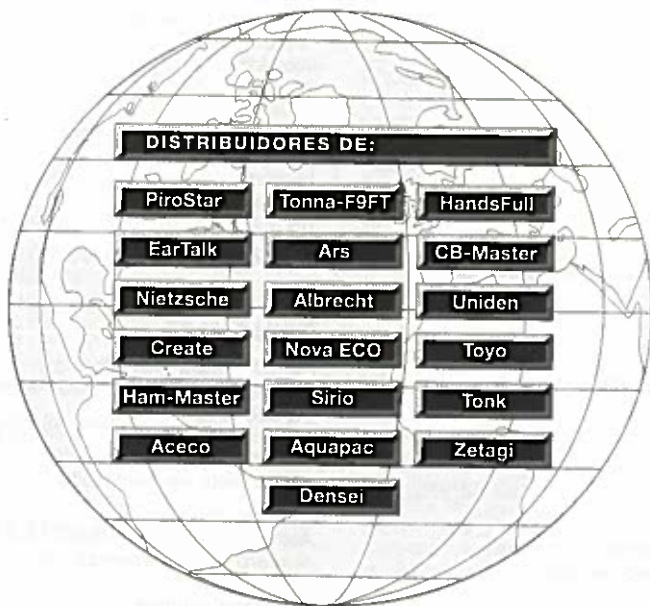 DISTRIBUIDORES DE:
PiroStar Tonna-F9FT HandsFull
EarTalk Ars CB-Master
Nietzsche Albrecht Uniden
Create Nova ECO Toyo
Ham-Master Sirio Tonk
Aceco Aquapac Zetagi
Densei